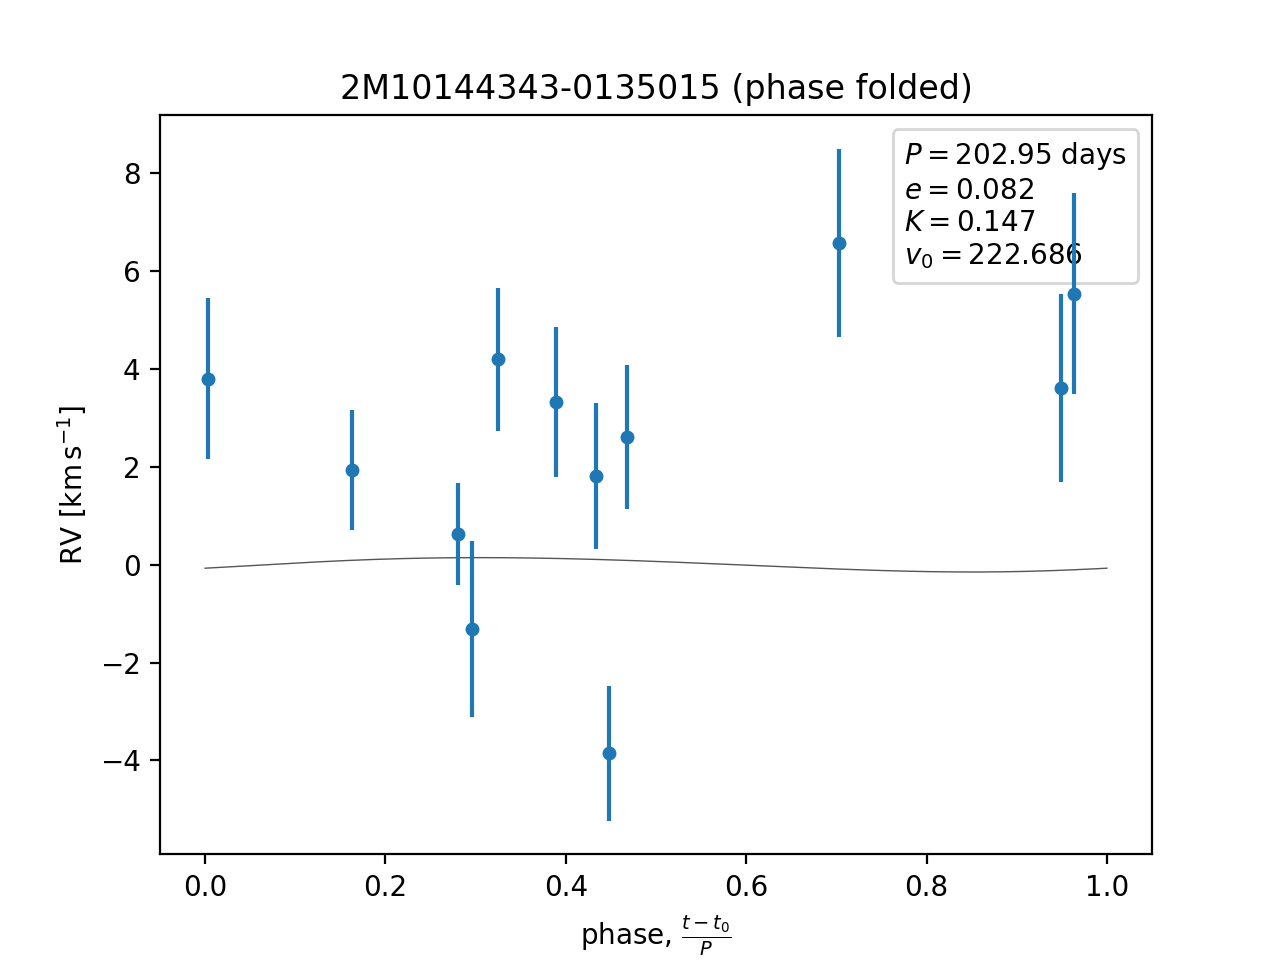 2M10144343-0135015 (phase folded)
P = 202.95 days
e = 0.082
K = 0.147
v₀ = 222.686
RV [km s⁻¹]
8
6
4
2
0
−2
−4
0.0 0.2 0.4 0.6 0.8 1.0
phase, (t − t₀)/P